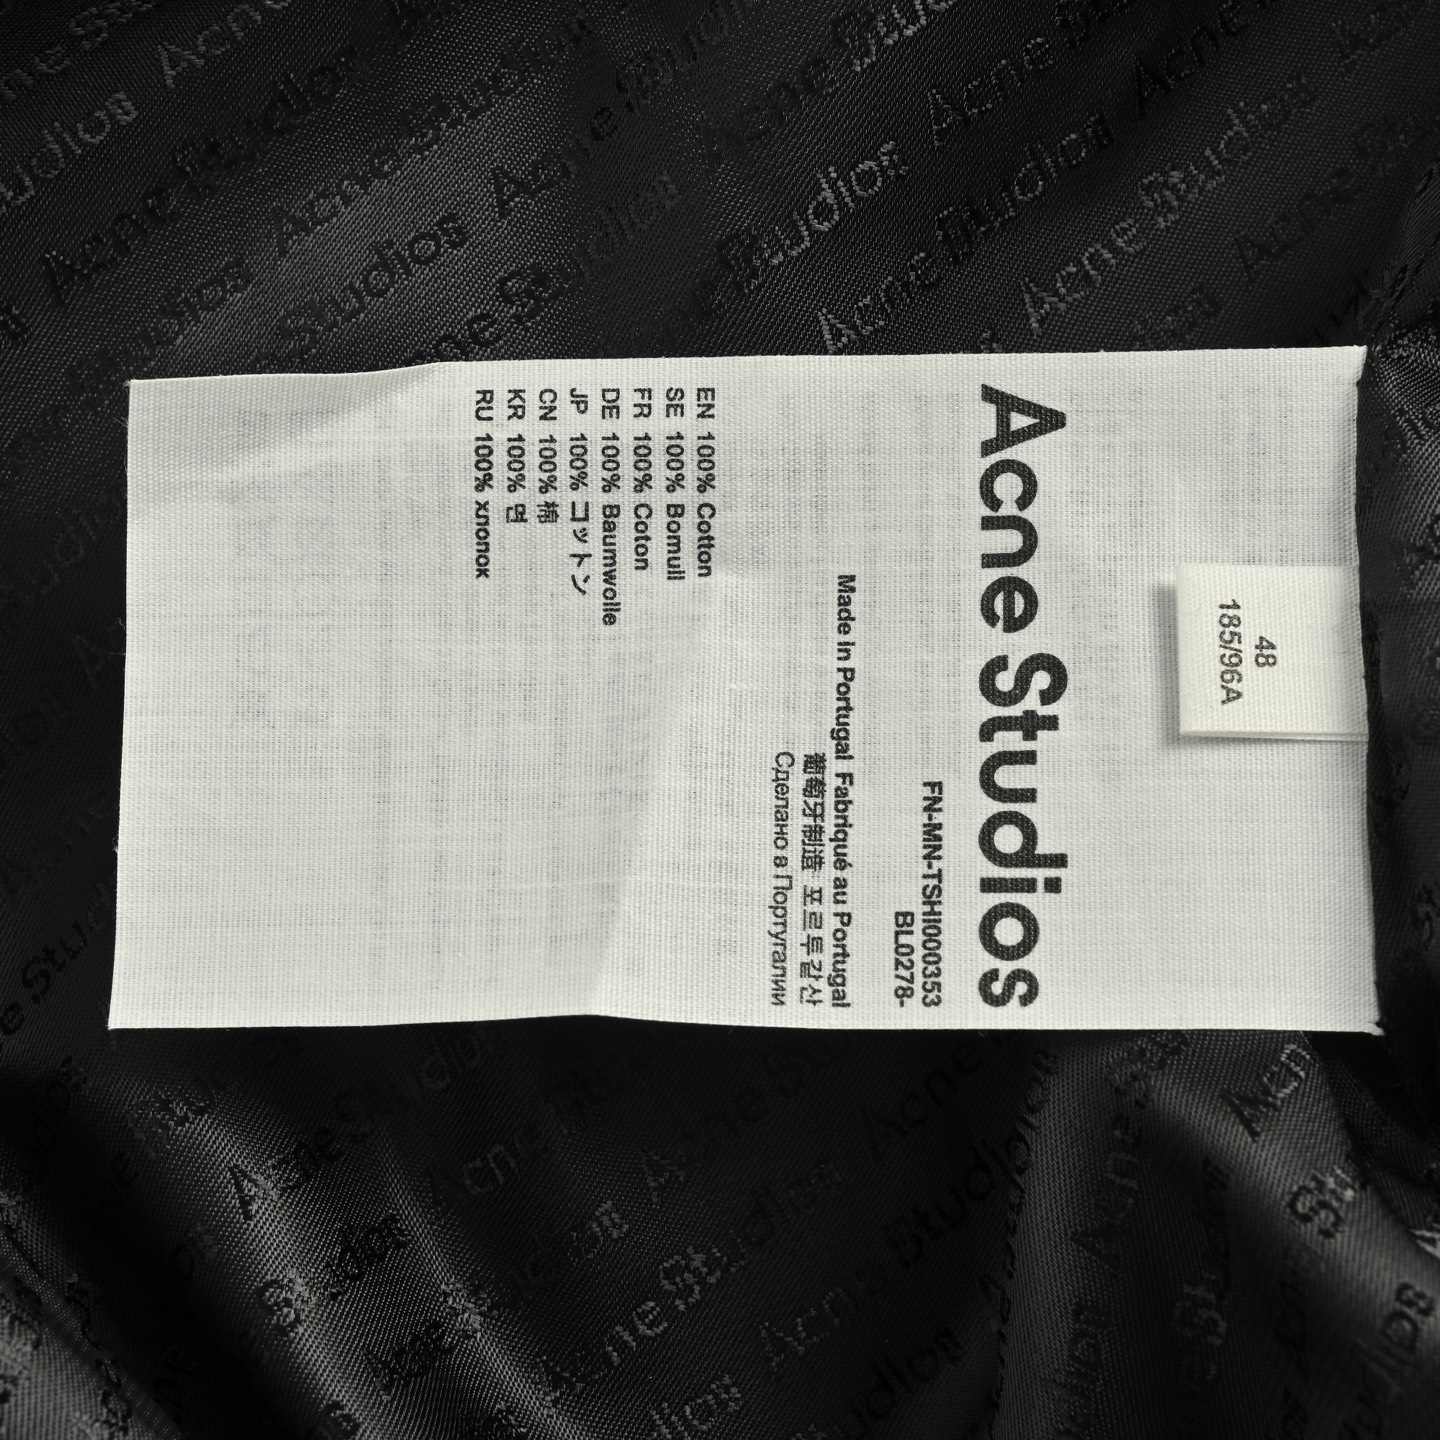 48
185/96A
Acne Studios
FN-MN-TSHI000353
BL0278-
Made in Portugal Fabriqué au Portugal
葡萄牙制造 포르투갈산
Сделано в Португалии
EN 100% Cotton
SE 100% Bomull
FR 100% Coton
DE 100% Baumwolle
JP 100% コットン
CN 100% 棉
KR 100% 면
RU 100% хлопок
Acne Studios